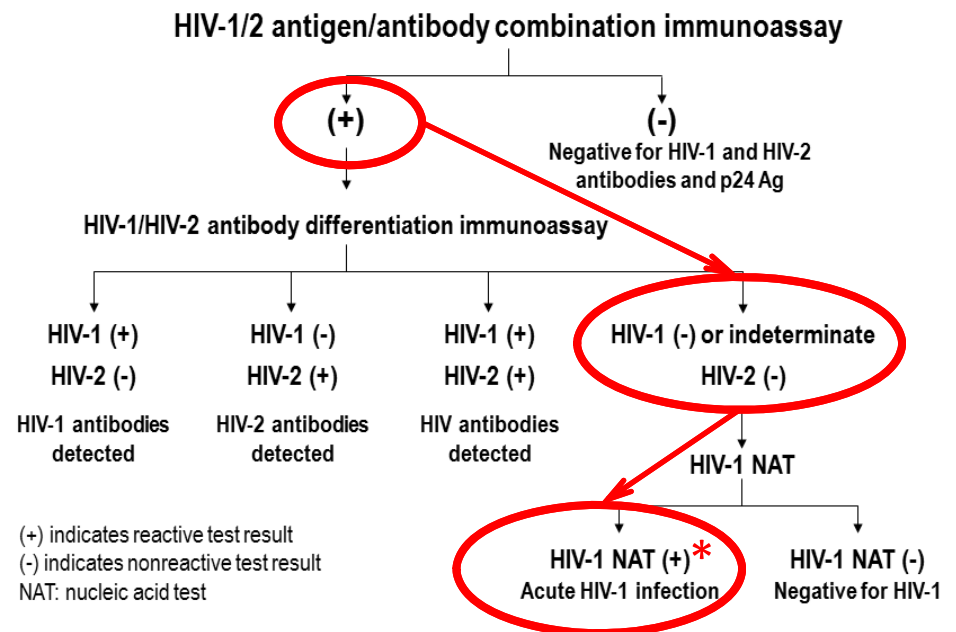 HIV-1/2 antigen/antibody combination immunoassay
(+)
(-)
Negative for HIV-1 and HIV-2
antibodies and p24 Ag
HIV-1/HIV-2 antibody differentiation immunoassay
HIV-1 (+)
HIV-2 (-)
HIV-1 antibodies
detected
HIV-1 (-)
HIV-2 (+)
HIV-2 antibodies
detected
HIV-1 (+)
HIV-2 (+)
HIV antibodies
detected
HIV-1 (-) or indeterminate
HIV-2 (-)
HIV-1 NAT
HIV-1 NAT (+)*
Acute HIV-1 infection
HIV-1 NAT (-)
Negative for HIV-1
(+) indicates reactive test result
(-) indicates nonreactive test result
NAT: nucleic acid test